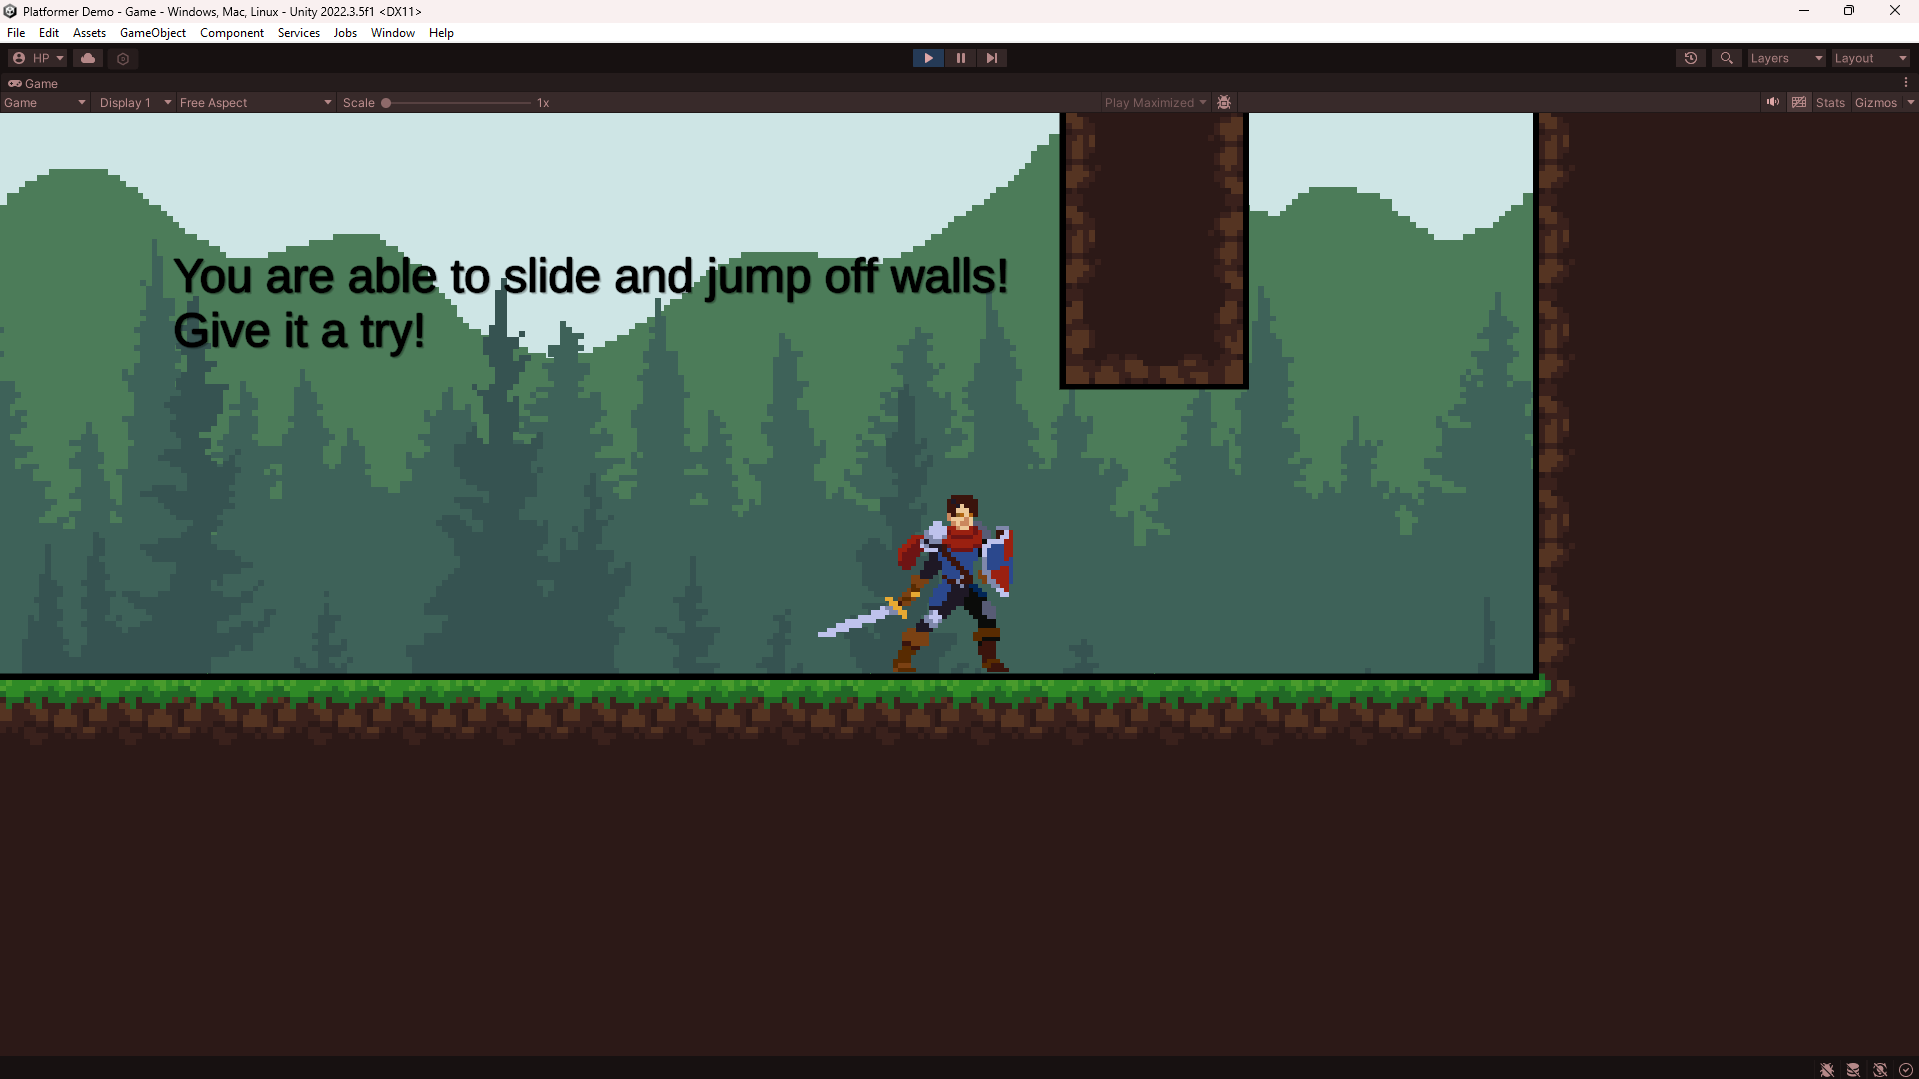 Platformer Demo - Game - Windows, Mac, Linux - Unity 2022.3.5f1 <DX11>
File Edit Assets GameObject Component Services Jobs Window Help
HP Layers Layout
Game
Game Display 1 Free Aspect Scale 1x Play Maximized Stats Gizmos
You are able to slide and jump off walls!
Give it a try!